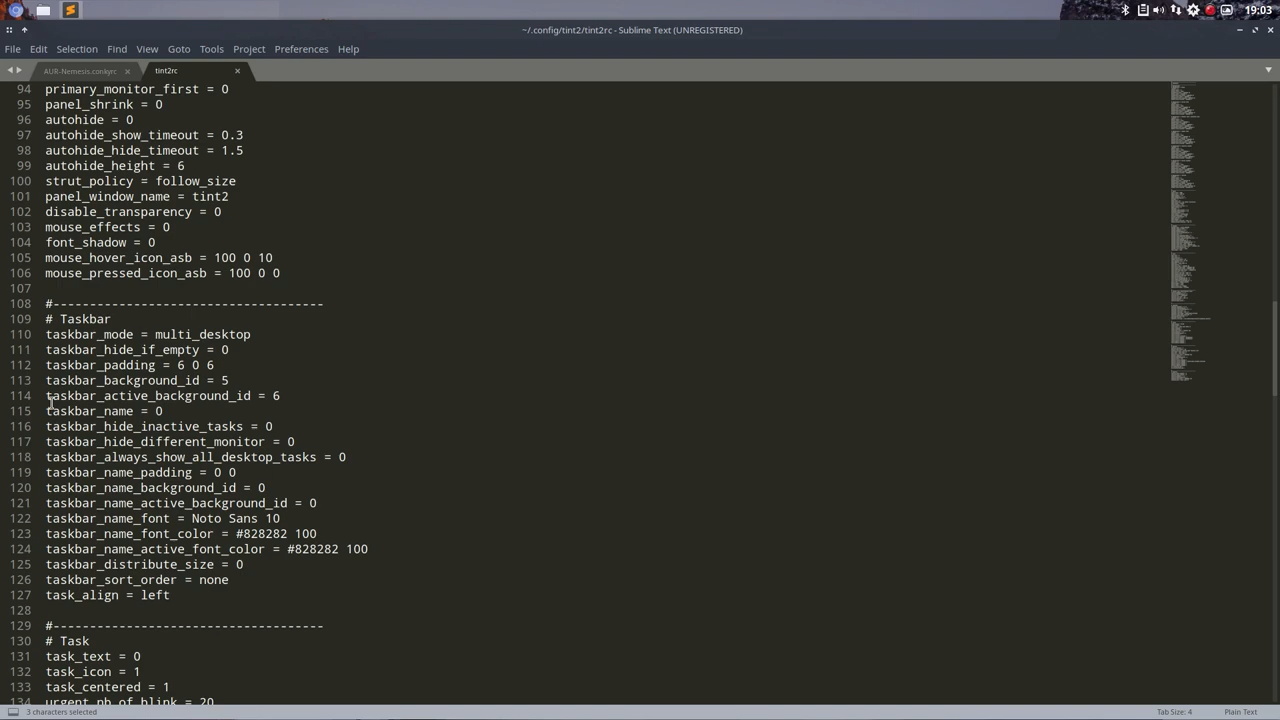 19:03
~/.config/tint2/tint2rc - Sublime Text (UNREGISTERED)
File Edit Selection Find View Goto Tools Project Preferences Help
AUR-Nemesis.conkyrc tint2rc
94 primary_monitor_first = 0
95 panel_shrink = 0
96 autohide = 0
97 autohide_show_timeout = 0.3
98 autohide_hide_timeout = 1.5
99 autohide_height = 6
100 strut_policy = follow_size
101 panel_window_name = tint2
102 disable_transparency = 0
103 mouse_effects = 0
104 font_shadow = 0
105 mouse_hover_icon_asb = 100 0 10
106 mouse_pressed_icon_asb = 100 0 0
107
108 #-------------------------------------
109 # Taskbar
110 taskbar_mode = multi_desktop
111 taskbar_hide_if_empty = 0
112 taskbar_padding = 6 0 6
113 taskbar_background_id = 5
114 taskbar_active_background_id = 6
115 taskbar_name = 0
116 taskbar_hide_inactive_tasks = 0
117 taskbar_hide_different_monitor = 0
118 taskbar_always_show_all_desktop_tasks = 0
119 taskbar_name_padding = 0 0
120 taskbar_name_background_id = 0
121 taskbar_name_active_background_id = 0
122 taskbar_name_font = Noto Sans 10
123 taskbar_name_font_color = #828282 100
124 taskbar_name_active_font_color = #828282 100
125 taskbar_distribute_size = 0
126 taskbar_sort_order = none
127 task_align = left
128
129 #-------------------------------------
130 # Task
131 task_text = 0
132 task_icon = 1
133 task_centered = 1
134 urgent_nb_of_blink = 20
3 characters selected Tab Size: 4 Plain Text